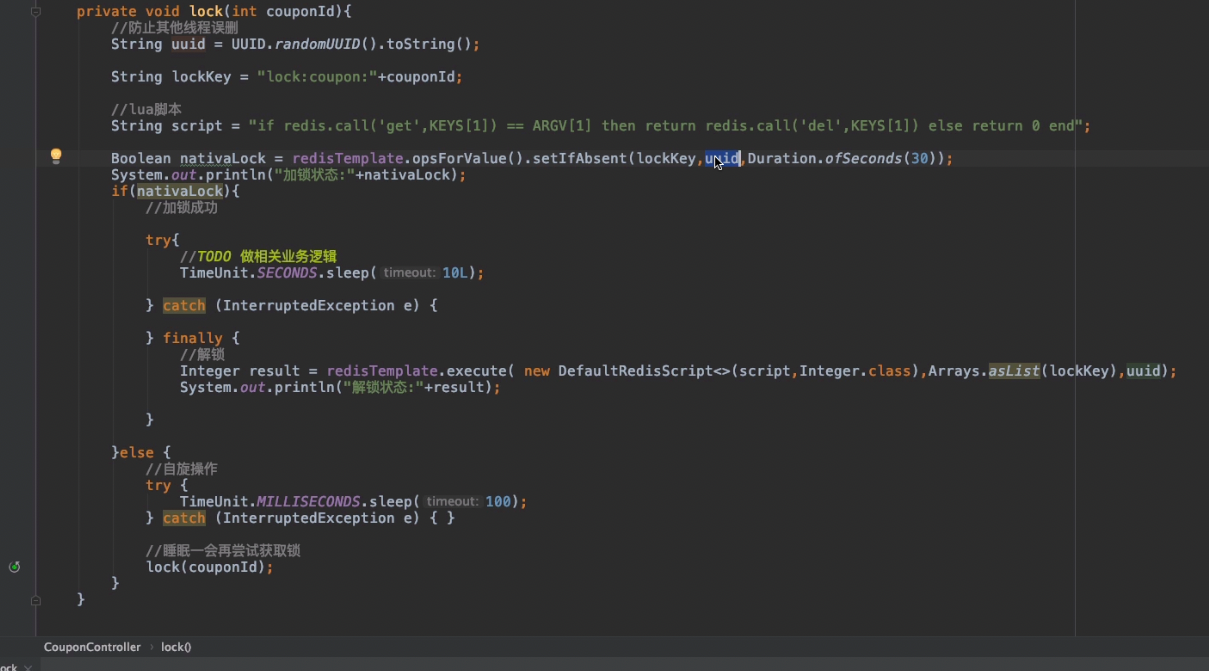 private void lock(int couponId){
//防止其他线程误删
String uuid = UUID.randomUUID().toString();
String lockKey = "lock:coupon:"+couponId;
//lua脚本
String script = "if redis.call('get',KEYS[1]) == ARGV[1] then return redis.call('del',KEYS[1]) else return 0 end";
Boolean nativaLock = redisTemplate.opsForValue().setIfAbsent(lockKey,uuid,Duration.ofSeconds(30));
System.out.println("加锁状态:"+nativaLock);
if(nativaLock){
//加锁成功
try{
//TODO 做相关业务逻辑
TimeUnit.SECONDS.sleep( timeout: 10L);
} catch (InterruptedException e) {
} finally {
//解锁
Integer result = redisTemplate.execute( new DefaultRedisScript<>(script,Integer.class),Arrays.asList(lockKey),uuid);
System.out.println("解锁状态:"+result);
}
}else {
//自旋操作
try {
TimeUnit.MILLISECONDS.sleep( timeout: 100);
} catch (InterruptedException e) { }
//睡眠一会再尝试获取锁
lock(couponId);
}
}
CouponController › lock()